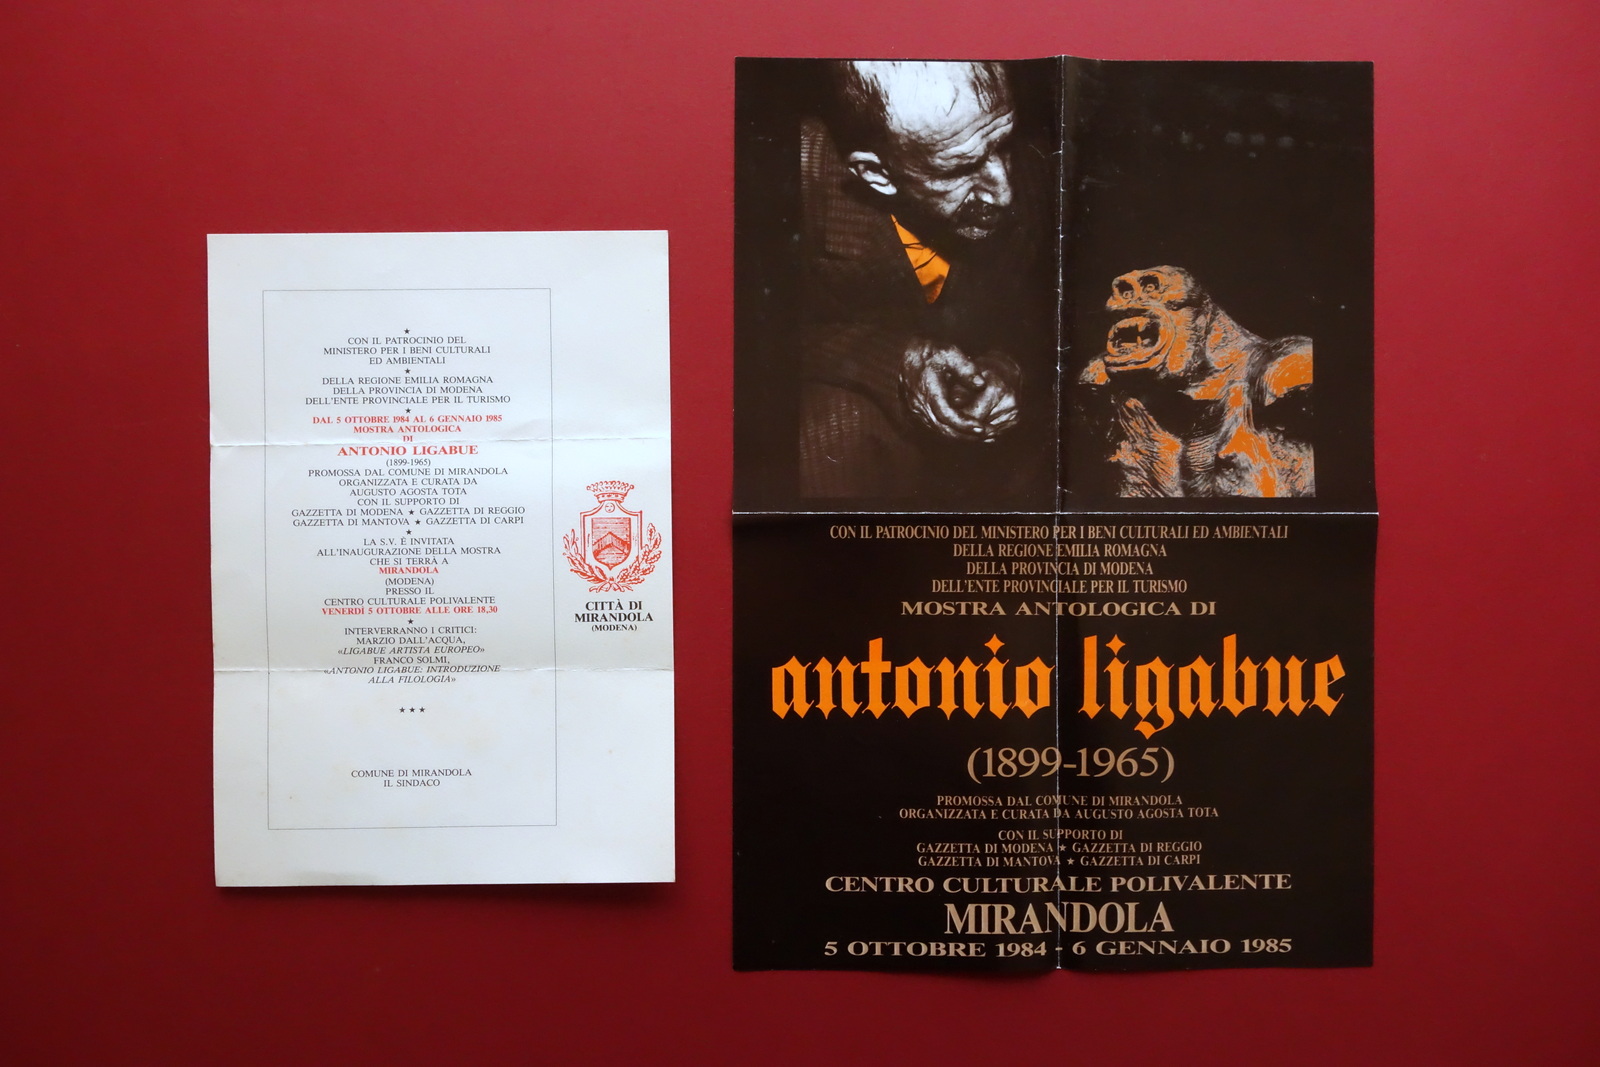 ★
CON IL PATROCINIO DEL
MINISTERO PER I BENI CULTURALI
ED AMBIENTALI
★
DELLA REGIONE EMILIA ROMAGNA
DELLA PROVINCIA DI MODENA
DELL'ENTE PROVINCIALE PER IL TURISMO
★
DAL 5 OTTOBRE 1984 AL 6 GENNAIO 1985
MOSTRA ANTOLOGICA
DI
ANTONIO LIGABUE
(1899-1965)
PROMOSSA DAL COMUNE DI MIRANDOLA
ORGANIZZATA E CURATA DA
AUGUSTO AGOSTA TOTA
CON IL SUPPORTO DI
GAZZETTA DI MODENA ★ GAZZETTA DI REGGIO
GAZZETTA DI MANTOVA ★ GAZZETTA DI CARPI
★
LA S.V. È INVITATA
ALL'INAUGURAZIONE DELLA MOSTRA
CHE SI TERRÀ A
MIRANDOLA
(MODENA)
PRESSO IL
CENTRO CULTURALE POLIVALENTE
VENERDÌ 5 OTTOBRE ALLE ORE 18,30
★
INTERVERRANNO I CRITICI:
MARZIO DALL'ACQUA,
«LIGABUE ARTISTA EUROPEO»
FRANCO SOLMI,
«ANTONIO LIGABUE: INTRODUZIONE
ALLA FILOLOGIA»
★★★
COMUNE DI MIRANDOLA
IL SINDACO
CITTÀ DI
MIRANDOLA
(MODENA)
CON IL PATROCINIO DEL MINISTERO PER I BENI CULTURALI ED AMBIENTALI
DELLA REGIONE EMILIA ROMAGNA
DELLA PROVINCIA DI MODENA
DELL'ENTE PROVINCIALE PER IL TURISMO
MOSTRA ANTOLOGICA DI
antonio ligabue
(1899-1965)
PROMOSSA DAL COMUNE DI MIRANDOLA
ORGANIZZATA E CURATA DA AUGUSTO AGOSTA TOTA
CON IL SUPPORTO DI
GAZZETTA DI MODENA ★ GAZZETTA DI REGGIO
GAZZETTA DI MANTOVA ★ GAZZETTA DI CARPI
CENTRO CULTURALE POLIVALENTE
MIRANDOLA
5 OTTOBRE 1984 - 6 GENNAIO 1985